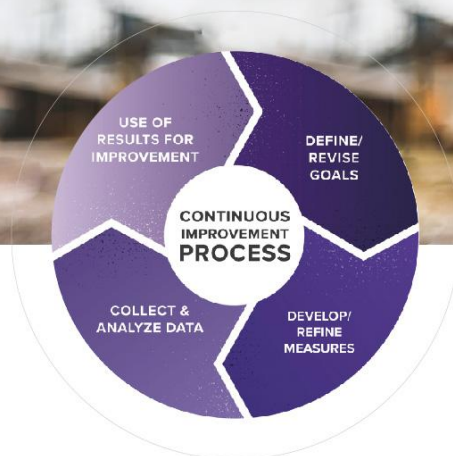 USE OF
RESULTS FOR
IMPROVEMENT
DEFINE/
REVISE
GOALS
CONTINUOUS
IMPROVEMENT
PROCESS
COLLECT &
ANALYZE DATA
DEVELOP/
REFINE
MEASURES